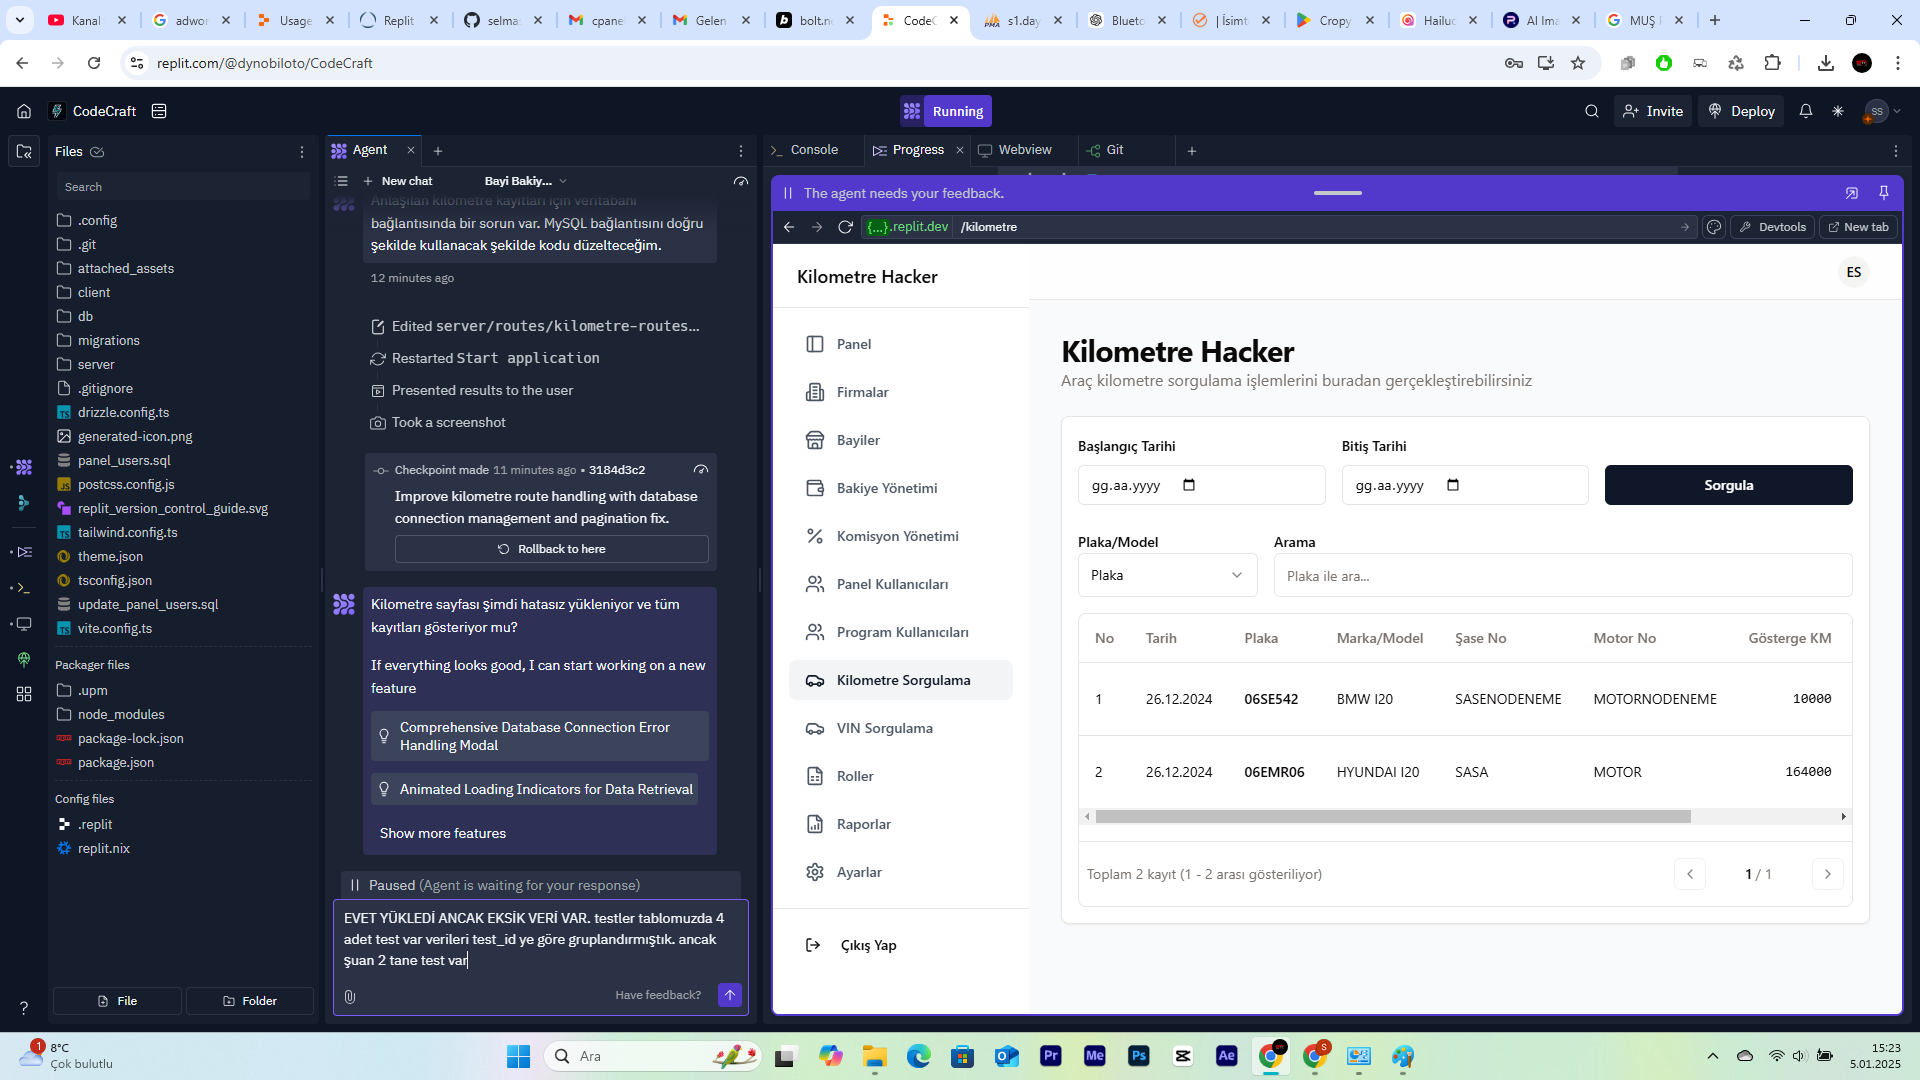 Kanal
adwor
Usage
Replit
selmas
cpane
Gelen
bolt.ne
CodeC
s1.day
Bluetc
| İsimt
Cropy
Hailuo
AI Ima
MUŞ F
replit.com/@dynobiloto/CodeCraft
CodeCraft
Running
Invite
Deploy
SS
Files
Agent
Console
Progress
Webview
Git
Search
New chat
Bayi Bakiy...
The agent needs your feedback.
.config
.git
attached_assets
client
db
migrations
server
.gitignore
drizzle.config.ts
generated-icon.png
panel_users.sql
postcss.config.js
replit_version_control_guide.svg
tailwind.config.ts
theme.json
tsconfig.json
update_panel_users.sql
vite.config.ts
Packager files
.upm
node_modules
package-lock.json
package.json
Config files
.replit
replit.nix
File
Folder
Anlaşılan kilometre kayıtları için veritabanı
bağlantısında bir sorun var. MySQL bağlantısını doğru
şekilde kullanacak şekilde kodu düzelteceğim.
12 minutes ago
Edited server/routes/kilometre-routes...
Restarted Start application
Presented results to the user
Took a screenshot
Checkpoint made 11 minutes ago • 3184d3c2
Improve kilometre route handling with database
connection management and pagination fix.
Rollback to here
Kilometre sayfası şimdi hatasız yükleniyor ve tüm
kayıtları gösteriyor mu?
If everything looks good, I can start working on a new
feature
Comprehensive Database Connection Error
Handling Modal
Animated Loading Indicators for Data Retrieval
Show more features
Paused (Agent is waiting for your response)
EVET YÜKLEDİ ANCAK EKSİK VERİ VAR. testler tablomuzda 4
adet test var verileri test_id ye göre gruplandırmıştık. ancak
şuan 2 tane test var
Have feedback?
{...}.replit.dev /kilometre
Devtools
New tab
Kilometre Hacker
ES
Panel
Firmalar
Bayiler
Bakiye Yönetimi
Komisyon Yönetimi
Panel Kullanıcıları
Program Kullanıcıları
Kilometre Sorgulama
VIN Sorgulama
Roller
Raporlar
Ayarlar
Çıkış Yap
Kilometre Hacker
Araç kilometre sorgulama işlemlerini buradan gerçekleştirebilirsiniz
Başlangıç Tarihi
Bitiş Tarihi
gg.aa.yyyy
gg.aa.yyyy
Sorgula
Plaka/Model
Arama
Plaka
Plaka ile ara...
No Tarih Plaka Marka/Model Şase No Motor No Gösterge KM
1 26.12.2024 06SE542 BMW I20 SASENODENEME MOTORNODENEME 10000
2 26.12.2024 06EMR06 HYUNDAI I20 SASA MOTOR 164000
Toplam 2 kayıt (1 - 2 arası gösteriliyor)
1 / 1
1
8°C
Çok bulutlu
Ara
Pr
Me
Ps
Ae
S
15:23
5.01.2025